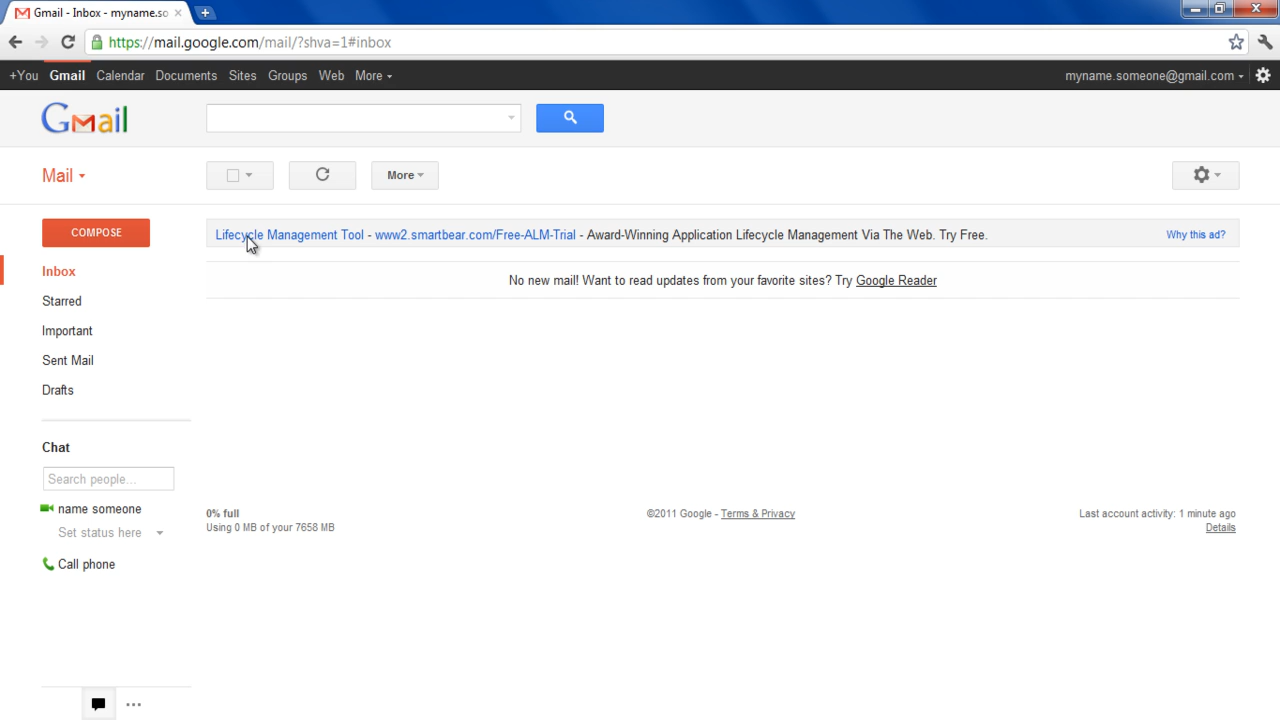 Gmail - Inbox - myname.so
https://mail.google.com/mail/?shva=1#inbox
+You Gmail Calendar Documents Sites Groups Web More myname.someone@gmail.com
Gmail
Mail More
COMPOSE
Lifecycle Management Tool - www2.smartbear.com/Free-ALM-Trial - Award-Winning Application Lifecycle Management Via The Web. Try Free. Why this ad?
Inbox
No new mail! Want to read updates from your favorite sites? Try Google Reader
Starred
Important
Sent Mail
Drafts
Chat
Search people...
name someone
Set status here
Call phone
0% full
Using 0 MB of your 7658 MB
©2011 Google - Terms & Privacy
Last account activity: 1 minute ago
Details